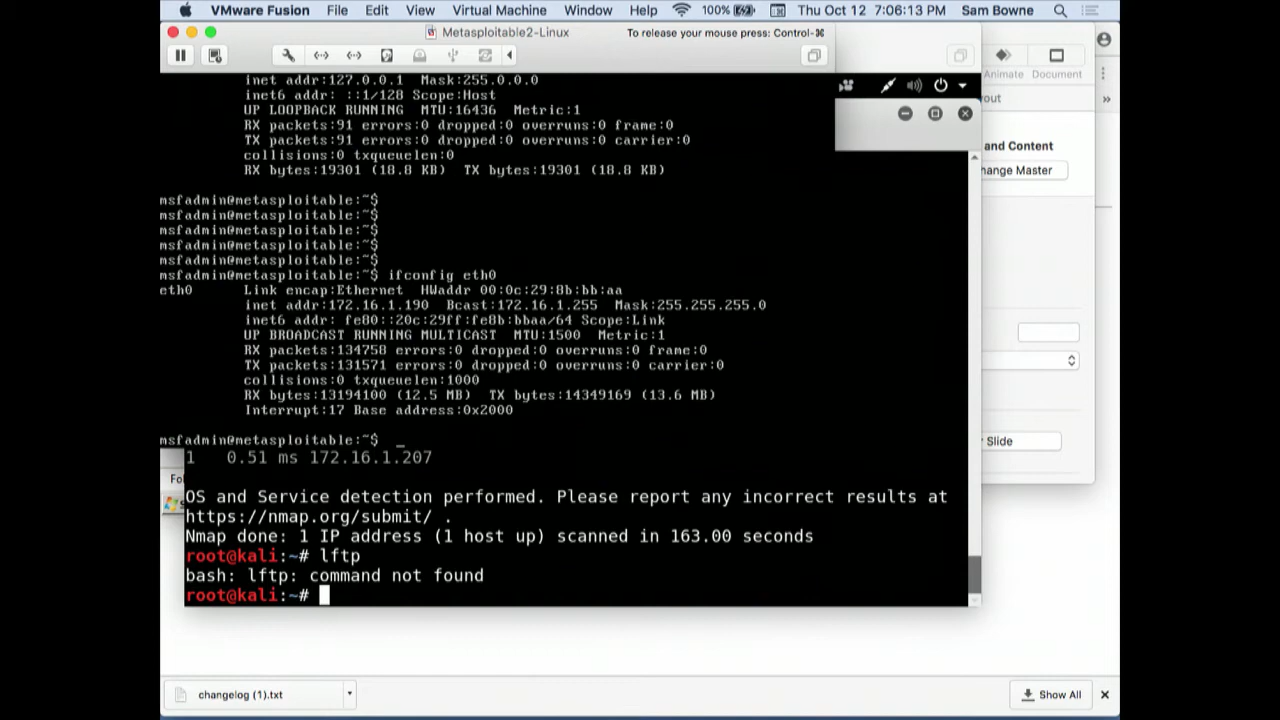 VMware Fusion File Edit View Virtual Machine Window Help 100% Thu Oct 12 7:06:13 PM Sam Bowne
Metasploitable2-Linux To release your mouse press: Control-⌘
inet addr:127.0.0.1 Mask:255.0.0.0
inet6 addr: ::1/128 Scope:Host
UP LOOPBACK RUNNING MTU:16436 Metric:1
RX packets:91 errors:0 dropped:0 overruns:0 frame:0
TX packets:91 errors:0 dropped:0 overruns:0 carrier:0
collisions:0 txqueuelen:0
RX bytes:19301 (18.8 KB) TX bytes:19301 (18.8 KB)
msfadmin@metasploitable:~$
msfadmin@metasploitable:~$
msfadmin@metasploitable:~$
msfadmin@metasploitable:~$
msfadmin@metasploitable:~$
msfadmin@metasploitable:~$ ifconfig eth0
eth0 Link encap:Ethernet HWaddr 00:0c:29:8b:bb:aa
inet addr:172.16.1.190 Bcast:172.16.1.255 Mask:255.255.255.0
inet6 addr: fe80::20c:29ff:fe8b:bbaa/64 Scope:Link
UP BROADCAST RUNNING MULTICAST MTU:1500 Metric:1
RX packets:134758 errors:0 dropped:0 overruns:0 frame:0
TX packets:131571 errors:0 dropped:0 overruns:0 carrier:0
collisions:0 txqueuelen:1000
RX bytes:13194100 (12.5 MB) TX bytes:14349169 (13.6 MB)
Interrupt:17 Base address:0x2000
msfadmin@metasploitable:~$ _
1 0.51 ms 172.16.1.207
OS and Service detection performed. Please report any incorrect results at
https://nmap.org/submit/ .
Nmap done: 1 IP address (1 host up) scanned in 163.00 seconds
root@kali:~# lftp
bash: lftp: command not found
root@kali:~#
Fo
Animate Document
out
and Content
hange Master
Slide
changelog (1).txt
Show All